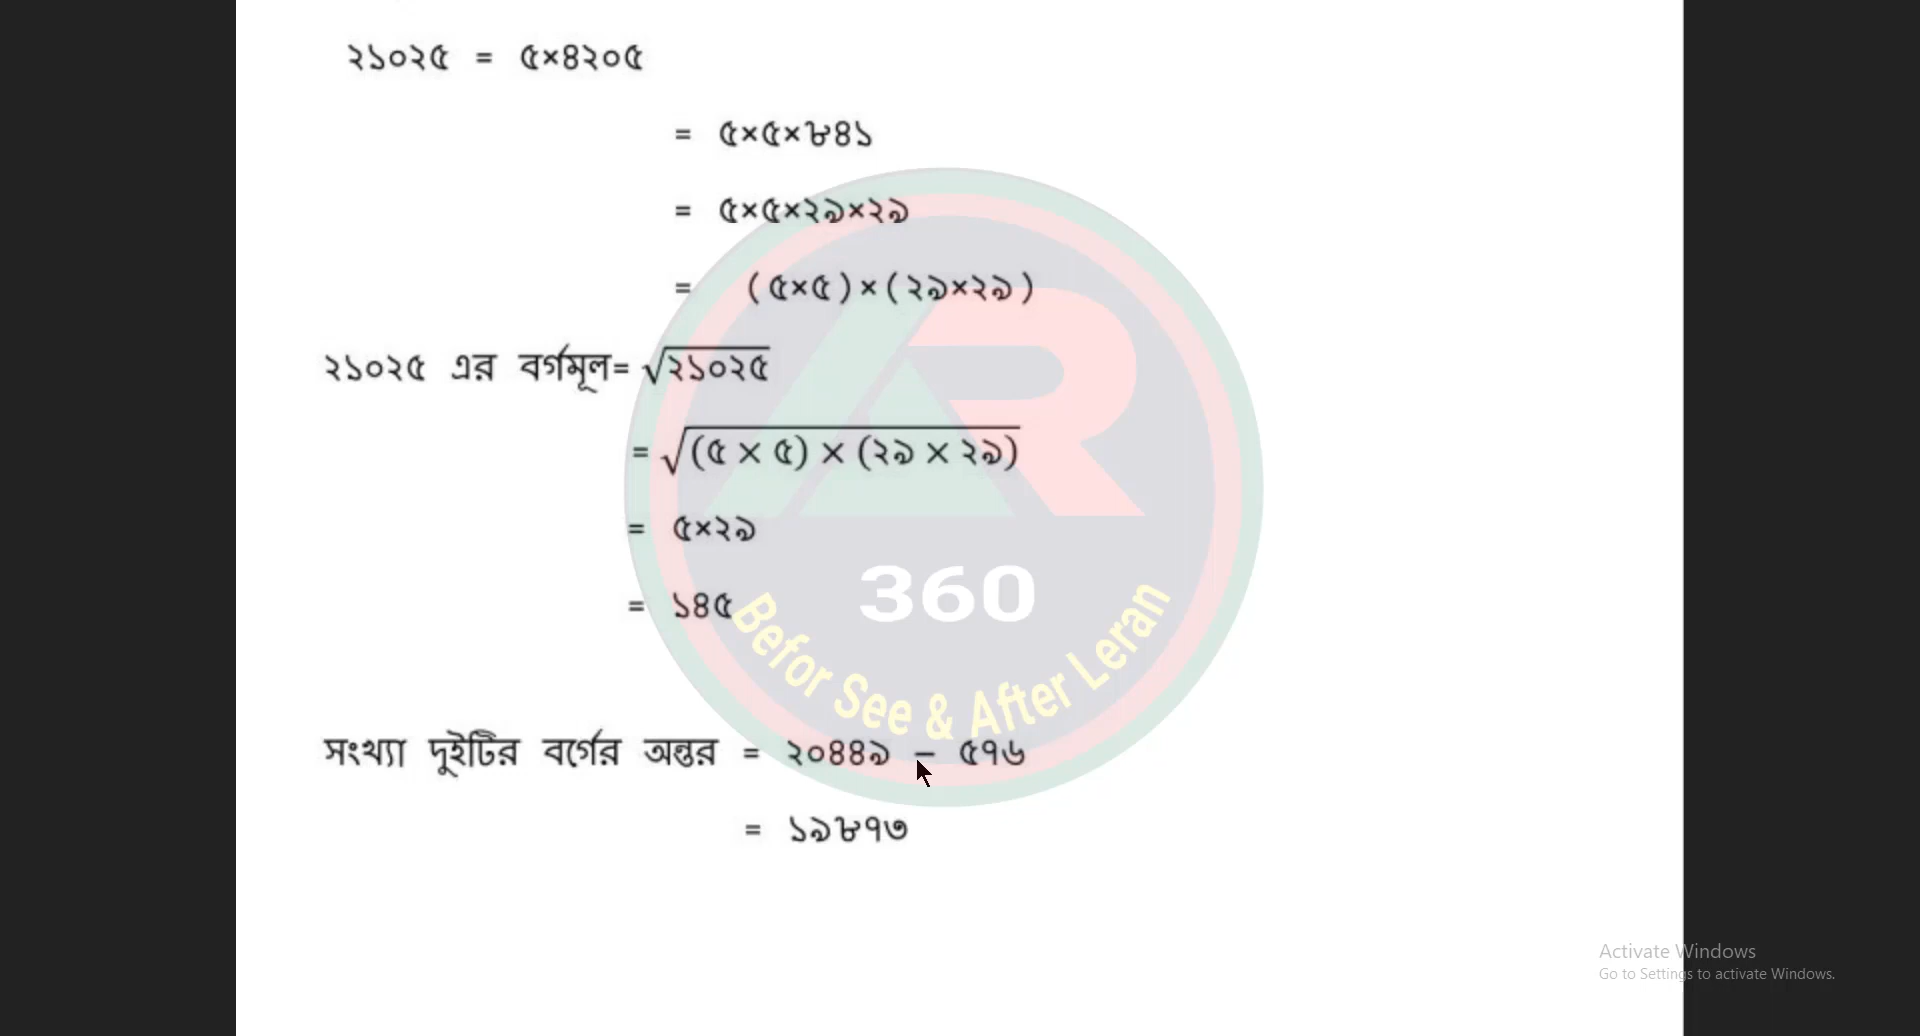 ২১০২৫ = ৫×৪২০৫
= ৫×৫×৮৪১
= ৫×৫×২৯×২৯
= (৫×৫)×(২৯×২৯)
২১০২৫ এর বর্গমূল= √২১০২৫
= √(৫ × ৫) × (২৯ × ২৯)
= ৫×২৯
= ১৪৫
360
Befor See & After Leran
সংখ্যা দুইটির বর্গের অন্তর = ২০৪৪৯ – ৫৭৬
= ১৯৮৭৩
Activate Windows
Go to Settings to activate Windows.